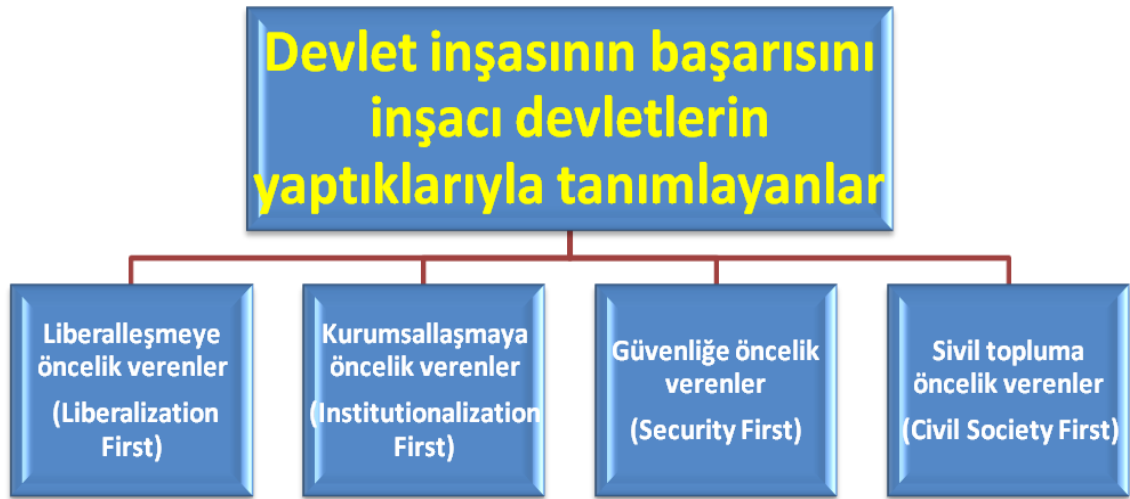 Devlet inşasının başarısını
inşacı devletlerin
yaptıklarıyla tanımlayanlar
Liberalleşmeye
öncelik verenler
(Liberalization
First)
Kurumsallaşmaya
öncelik verenler
(Institutionalization
First)
Güvenliğe öncelik
verenler
(Security First)
Sivil topluma
öncelik verenler
(Civil Society First)